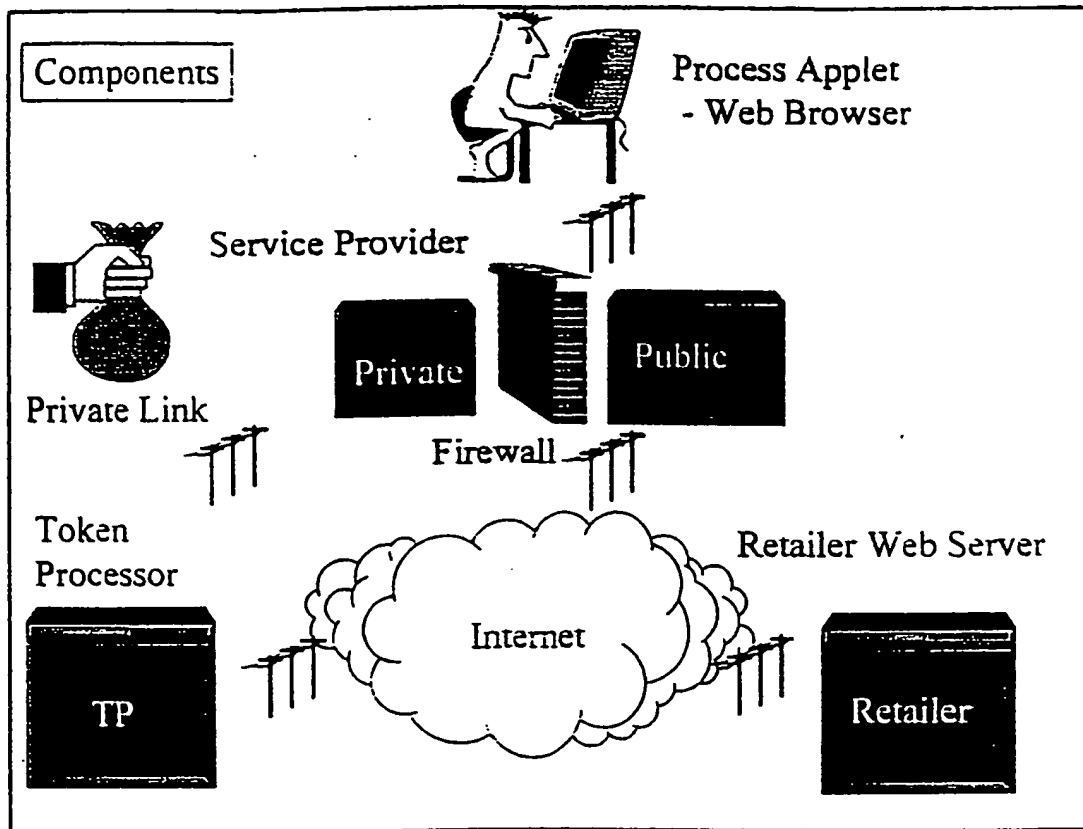 Components
Process Applet
- Web Browser
Service Provider
Private
Public
Private Link
Firewall
Token
Processor
Retailer Web Server
Internet
TP
Retailer